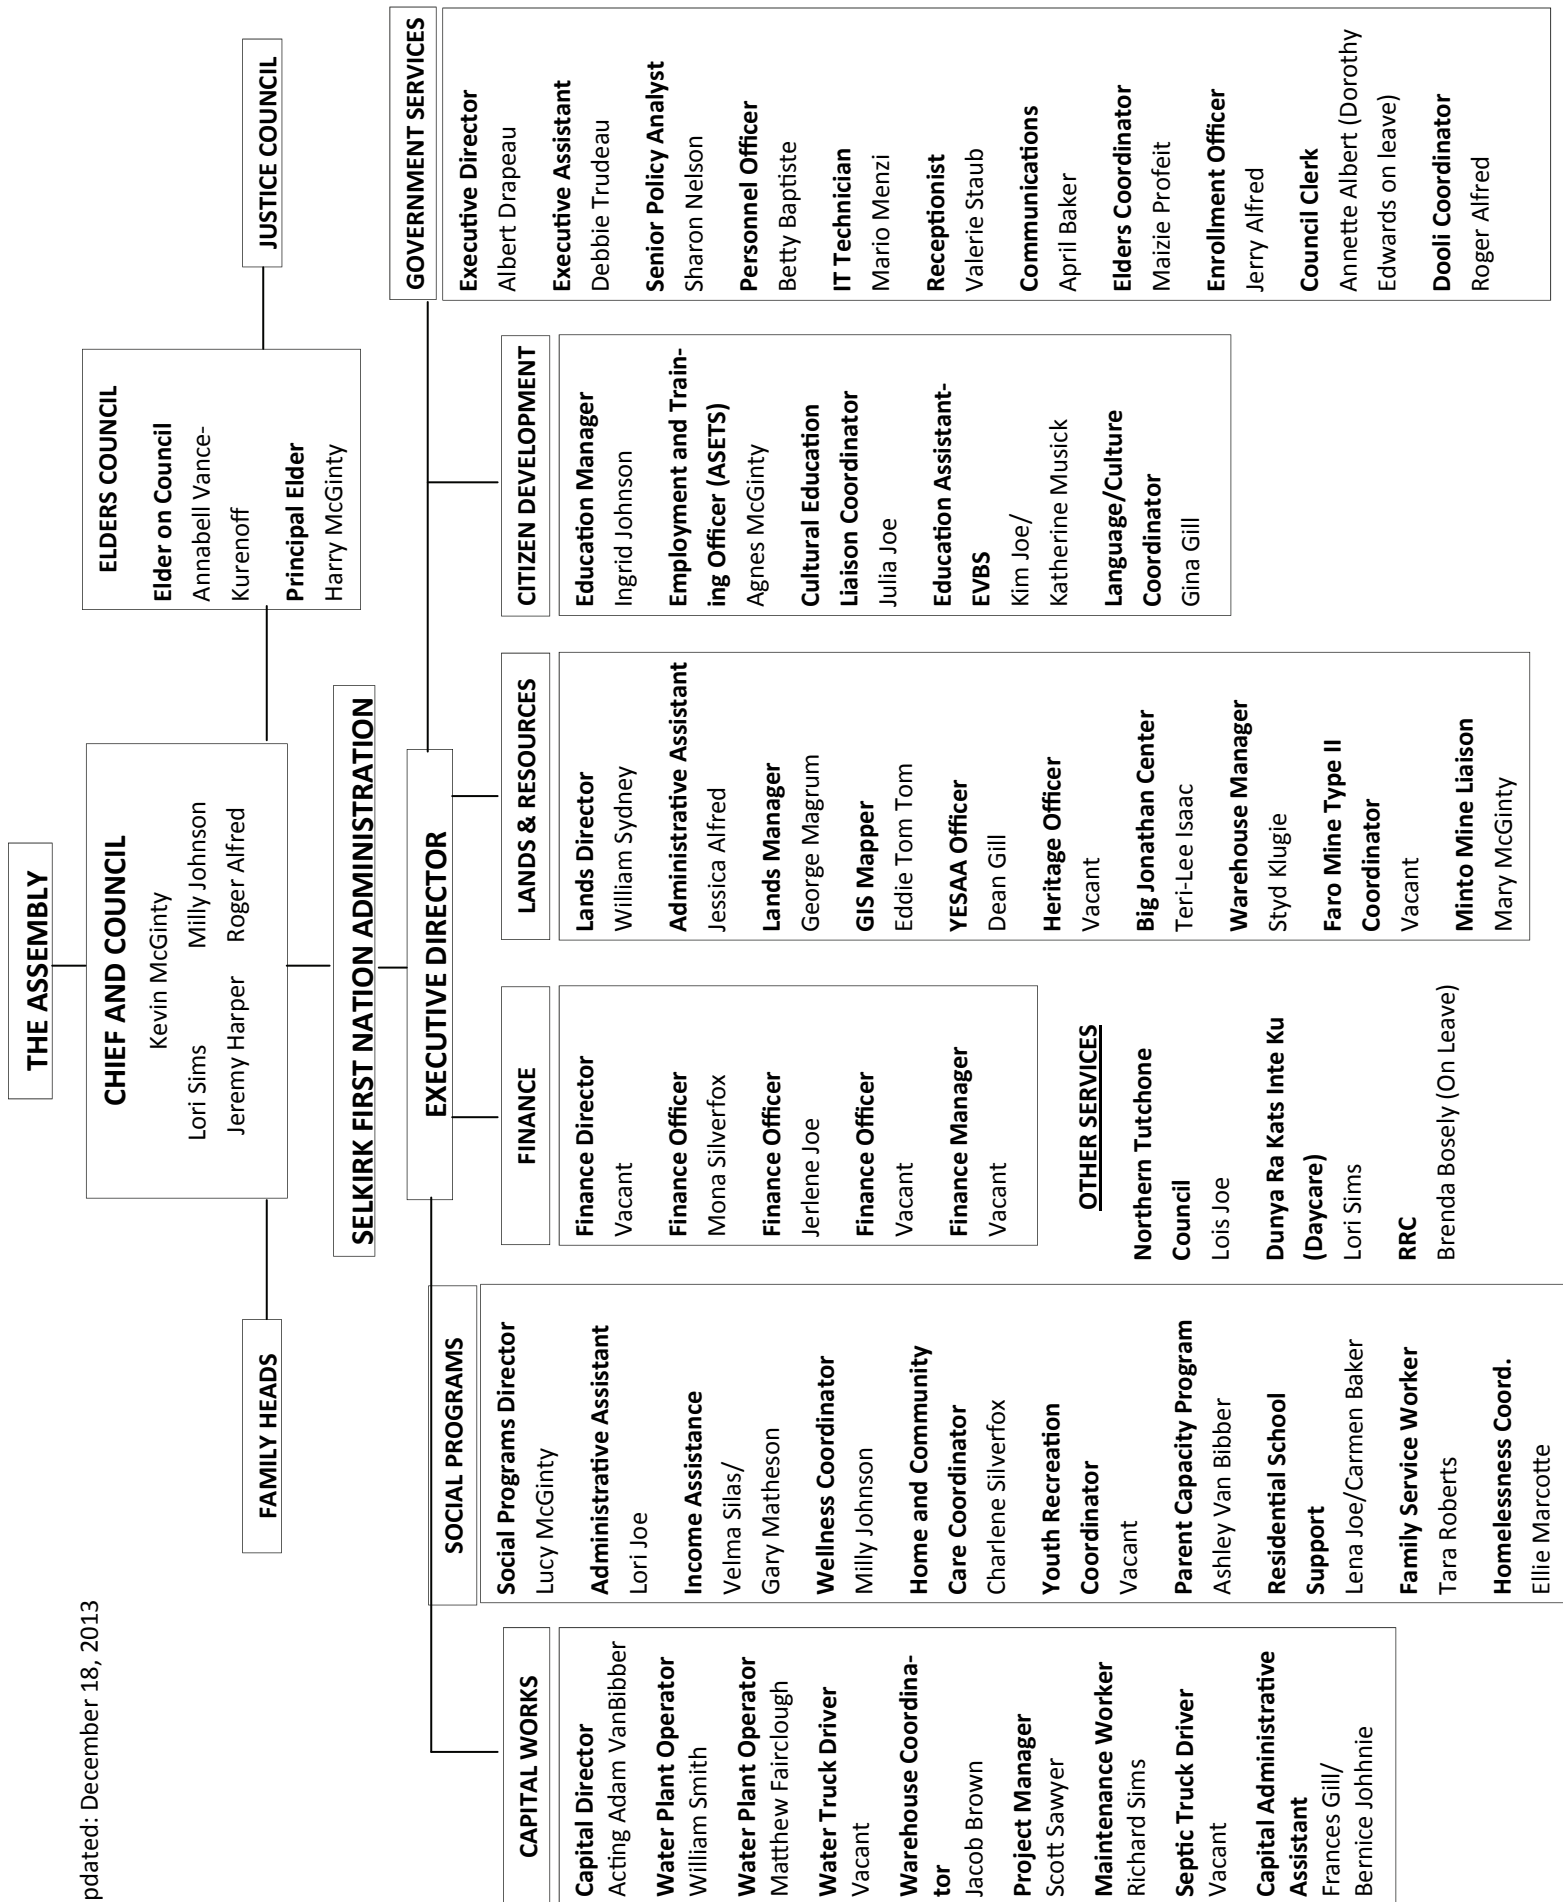 pdated: December 18, 2013
THE ASSEMBLY
CHIEF AND COUNCIL
Kevin McGinty
Lori Sims Milly Johnson
Jeremy Harper Roger Alfred
ELDERS COUNCIL
Elder on Council
Annabell Vance-
Kurenoff
Principal Elder
Harry McGinty
FAMILY HEADS
JUSTICE COUNCIL
SELKIRK FIRST NATION ADMINISTRATION
EXECUTIVE DIRECTOR
CAPITAL WORKS
Capital Director
Acting Adam VanBibber
Water Plant Operator
William Smith
Water Plant Operator
Matthew Fairclough
Water Truck Driver
Vacant
Warehouse Coordina-
tor
Jacob Brown
Project Manager
Scott Sawyer
Maintenance Worker
Richard Sims
Septic Truck Driver
Vacant
Capital Administrative
Assistant
Frances Gill/
Bernice Johhnie
SOCIAL PROGRAMS
Social Programs Director
Lucy McGinty
Administrative Assistant
Lori Joe
Income Assistance
Velma Silas/
Gary Matheson
Wellness Coordinator
Milly Johnson
Home and Community
Care Coordinator
Charlene Silverfox
Youth Recreation
Coordinator
Vacant
Parent Capacity Program
Ashley Van Bibber
Residential School
Support
Lena Joe/Carmen Baker
Family Service Worker
Tara Roberts
Homelessness Coord.
Ellie Marcotte
FINANCE
Finance Director
Vacant
Finance Officer
Mona Silverfox
Finance Officer
Jerlene Joe
Finance Officer
Vacant
Finance Manager
Vacant
OTHER SERVICES
Northern Tutchone
Council
Lois Joe
Dunya Ra Kats Inte Ku
(Daycare)
Lori Sims
RRC
Brenda Bosely (On Leave)
LANDS & RESOURCES
Lands Director
William Sydney
Administrative Assistant
Jessica Alfred
Lands Manager
George Magrum
GIS Mapper
Eddie Tom Tom
YESAA Officer
Dean Gill
Heritage Officer
Vacant
Big Jonathan Center
Teri-Lee Isaac
Warehouse Manager
Styd Klugie
Faro Mine Type II
Coordinator
Vacant
Minto Mine Liaison
Mary McGinty
CITIZEN DEVELOPMENT
Education Manager
Ingrid Johnson
Employment and Train-
ing Officer (ASETS)
Agnes McGinty
Cultural Education
Liaison Coordinator
Julia Joe
Education Assistant-
EVBS
Kim Joe/
Katherine Musick
Language/Culture
Coordinator
Gina Gill
GOVERNMENT SERVICES
Executive Director
Albert Drapeau
Executive Assistant
Debbie Trudeau
Senior Policy Analyst
Sharon Nelson
Personnel Officer
Betty Baptiste
IT Technician
Mario Menzi
Receptionist
Valerie Staub
Communications
April Baker
Elders Coordinator
Maizie Profeit
Enrollment Officer
Jerry Alfred
Council Clerk
Annette Albert (Dorothy
Edwards on leave)
Dooli Coordinator
Roger Alfred